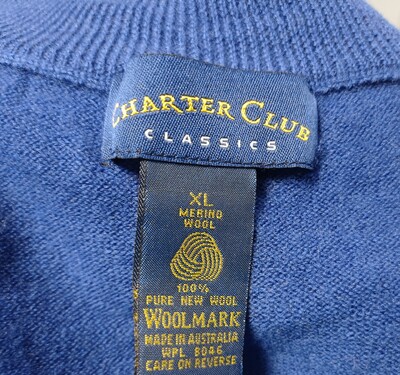 CHARTER CLUB
CLASSICS
XL
MERINO
WOOL
100%
PURE NEW WOOL
WOOLMARK
MADE IN AUSTRALIA
WPL 8046
CARE ON REVERSE